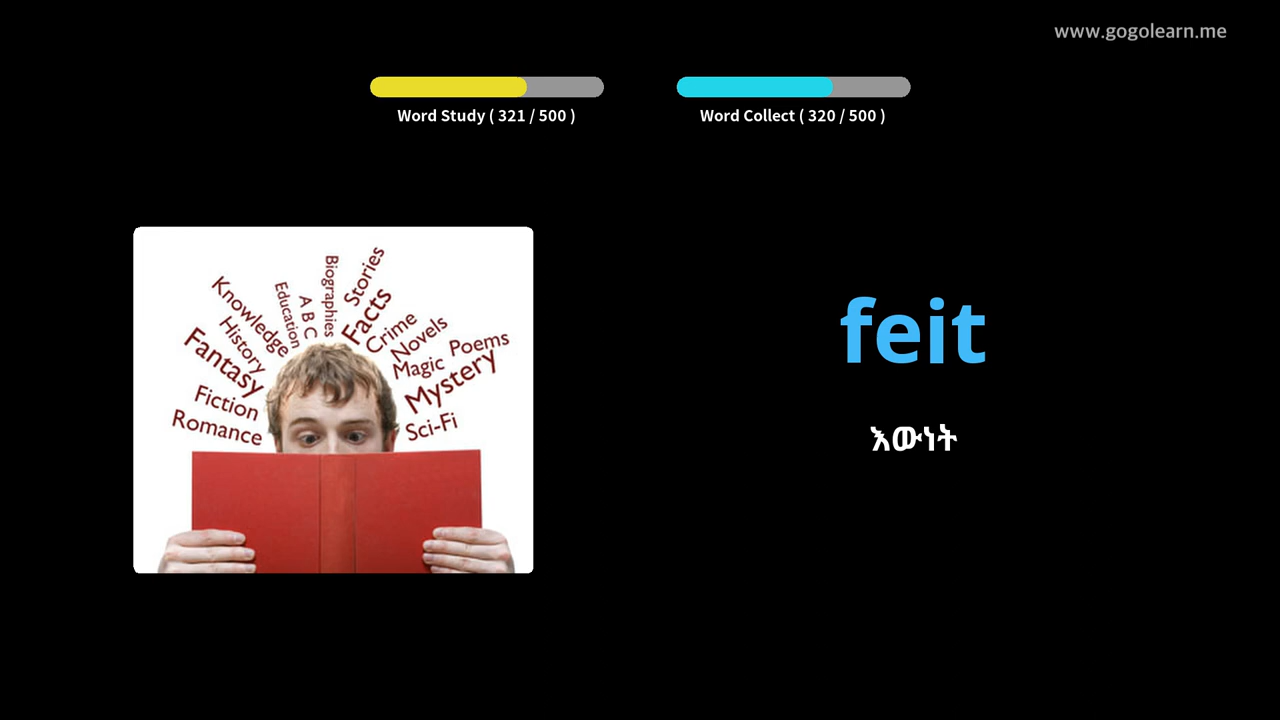 www.gogolearn.me
Word Study ( 321 / 500 )
Word Collect ( 320 / 500 )
Biographies
Stories
Education
A B C
Facts
Knowledge
Crime
History
Novels
Poems
Fantasy
Magic
Mystery
Fiction
Romance
Sci-Fi
feit
እውነት